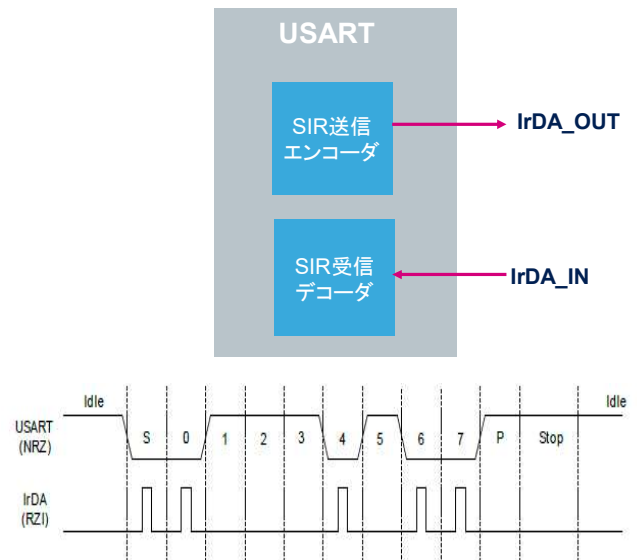 USART
SIR送信
エンコーダ
IrDA_OUT
SIR受信
デコーダ
IrDA_IN
Idle
Idle
USART
(NRZ)
S 0 1 2 3 4 5 6 7 P Stop
IrDA
(RZI)